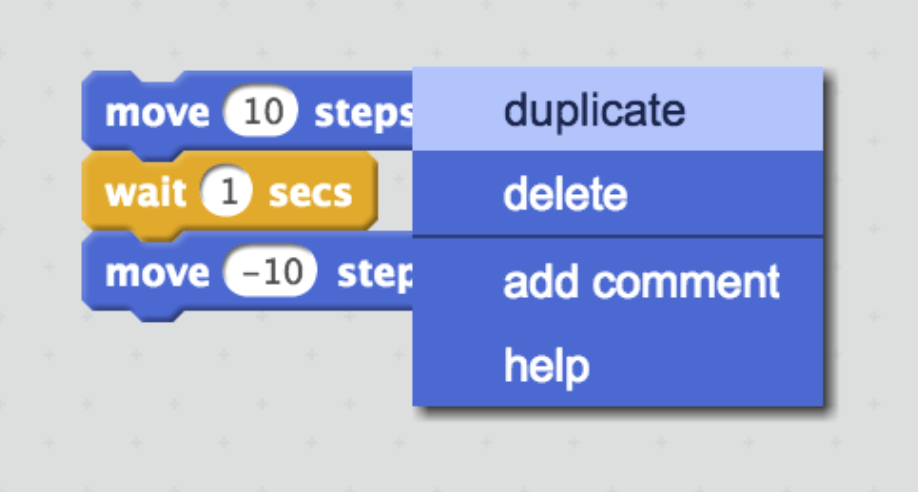 move 10 steps
wait 1 secs
move -10 step
duplicate
delete
add comment
help